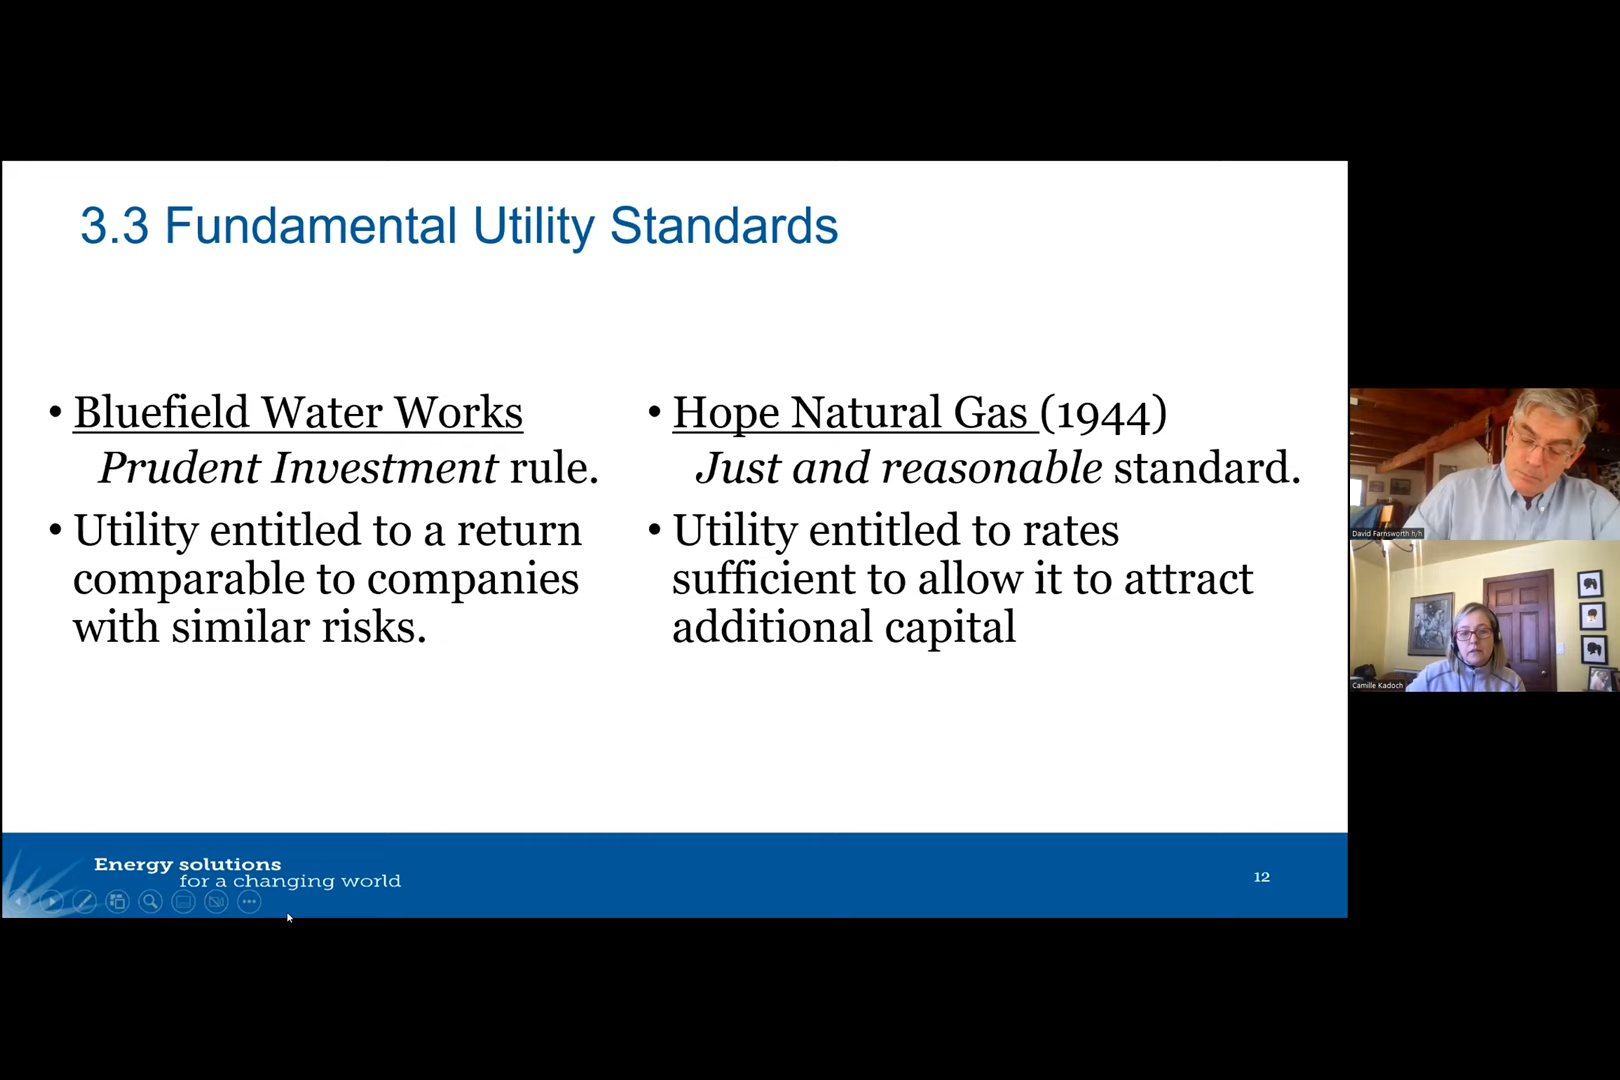 3.3 Fundamental Utility Standards
• Bluefield Water Works
Prudent Investment rule.
• Utility entitled to a return
comparable to companies
with similar risks.
• Hope Natural Gas (1944)
Just and reasonable standard.
• Utility entitled to rates
sufficient to allow it to attract
additional capital
Energy solutions
for a changing world
12
David Farnsworth h/h
Camille Kadoch